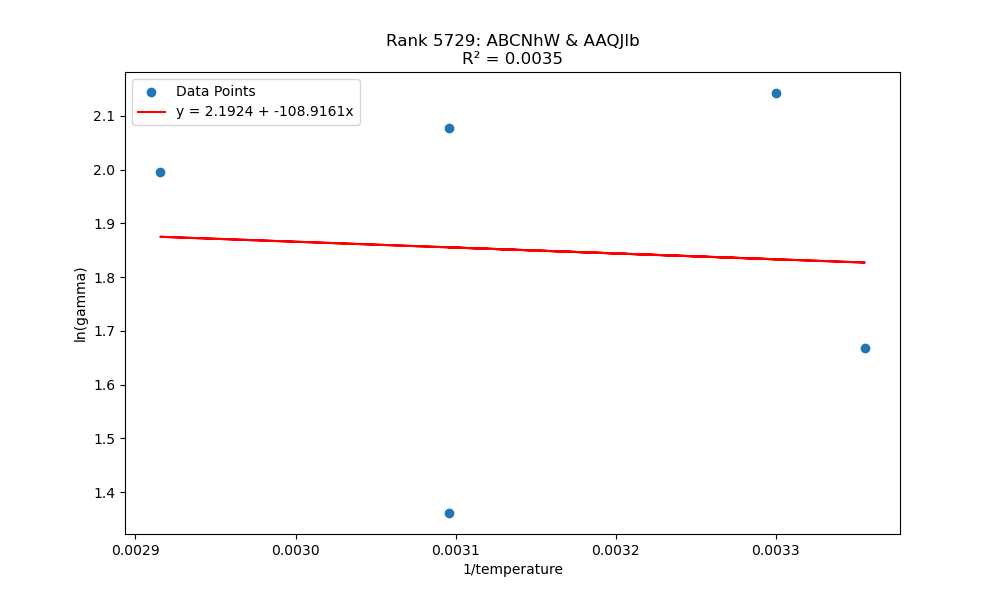 Rank 5729: ABCNhW & AAQJlb
R² = 0.0035
Data Points
y = 2.1924 + -108.9161x
2.1
2.0
1.9
1.8
1.7
1.6
1.5
1.4
ln(gamma)
0.0029
0.0030
0.0031
0.0032
0.0033
1/temperature